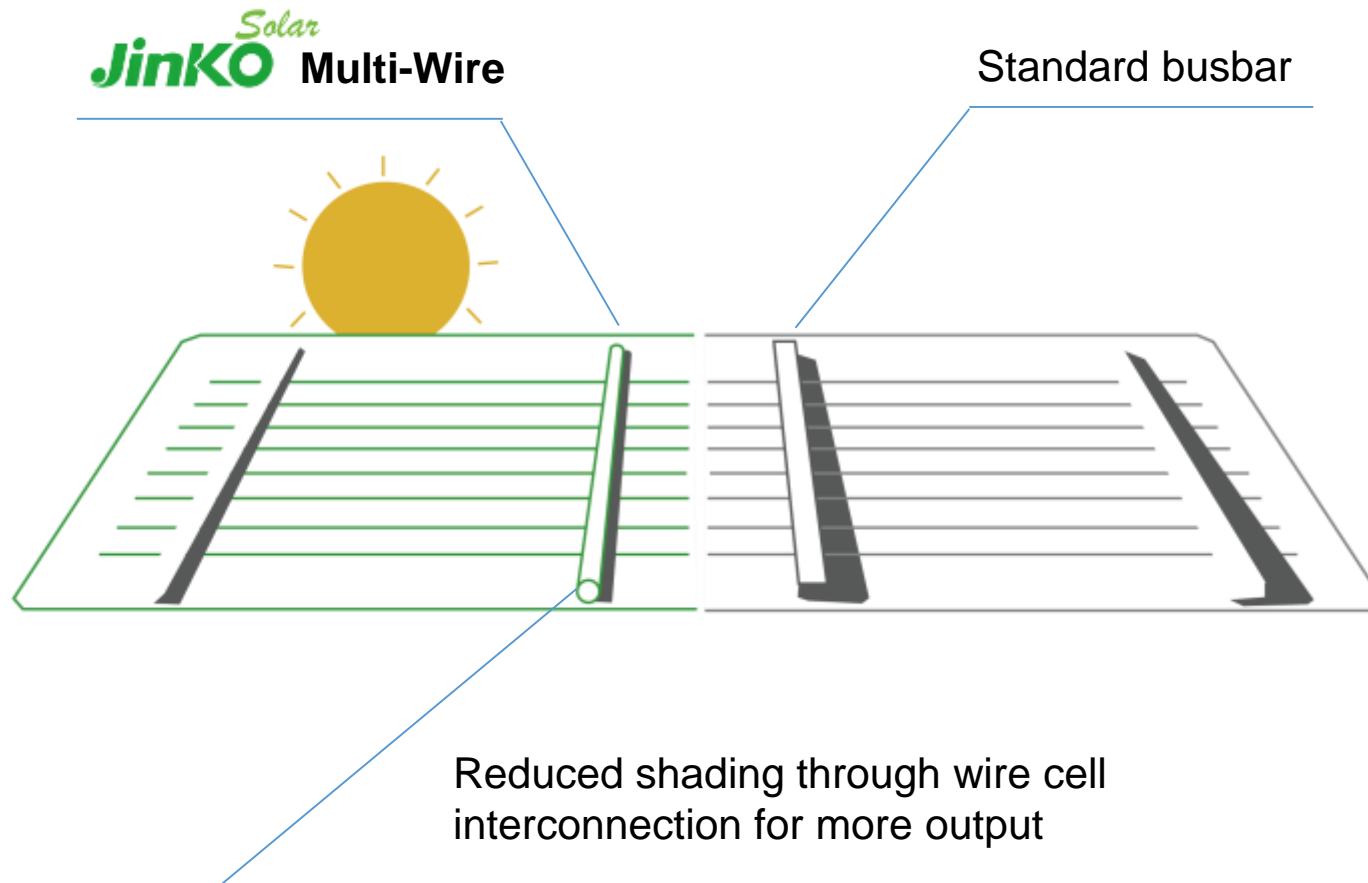 Solar
JinKO Multi-Wire
Standard busbar
Reduced shading through wire cell
interconnection for more output